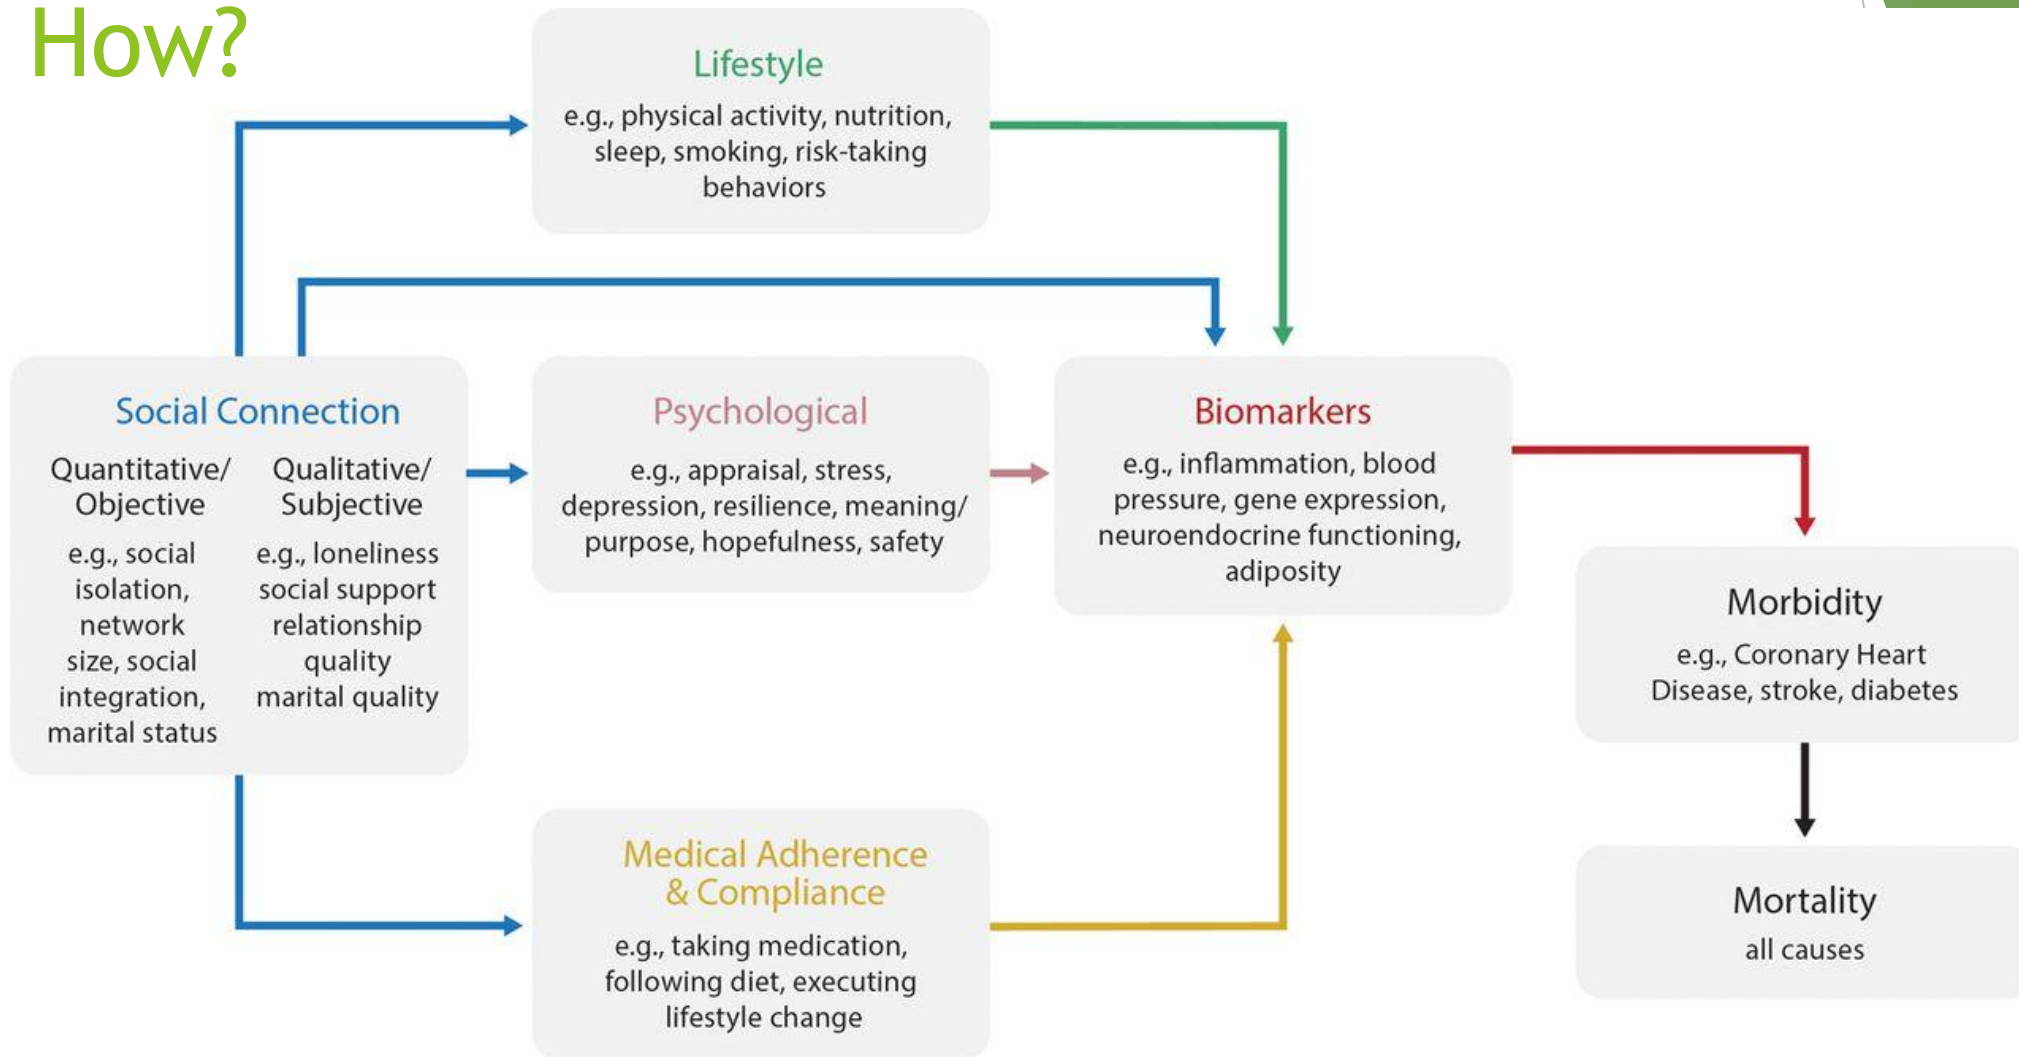 How?
Lifestyle
e.g., physical activity, nutrition,
sleep, smoking, risk-taking
behaviors
Social Connection
Quantitative/
Objective
e.g., social
isolation,
network
size, social
integration,
marital status
Qualitative/
Subjective
e.g., loneliness
social support
relationship
quality
marital quality
Psychological
e.g., appraisal, stress,
depression, resilience, meaning/
purpose, hopefulness, safety
Biomarkers
e.g., inflammation, blood
pressure, gene expression,
neuroendocrine functioning,
adiposity
Medical Adherence
& Compliance
e.g., taking medication,
following diet, executing
lifestyle change
Morbidity
e.g., Coronary Heart
Disease, stroke, diabetes
Mortality
all causes